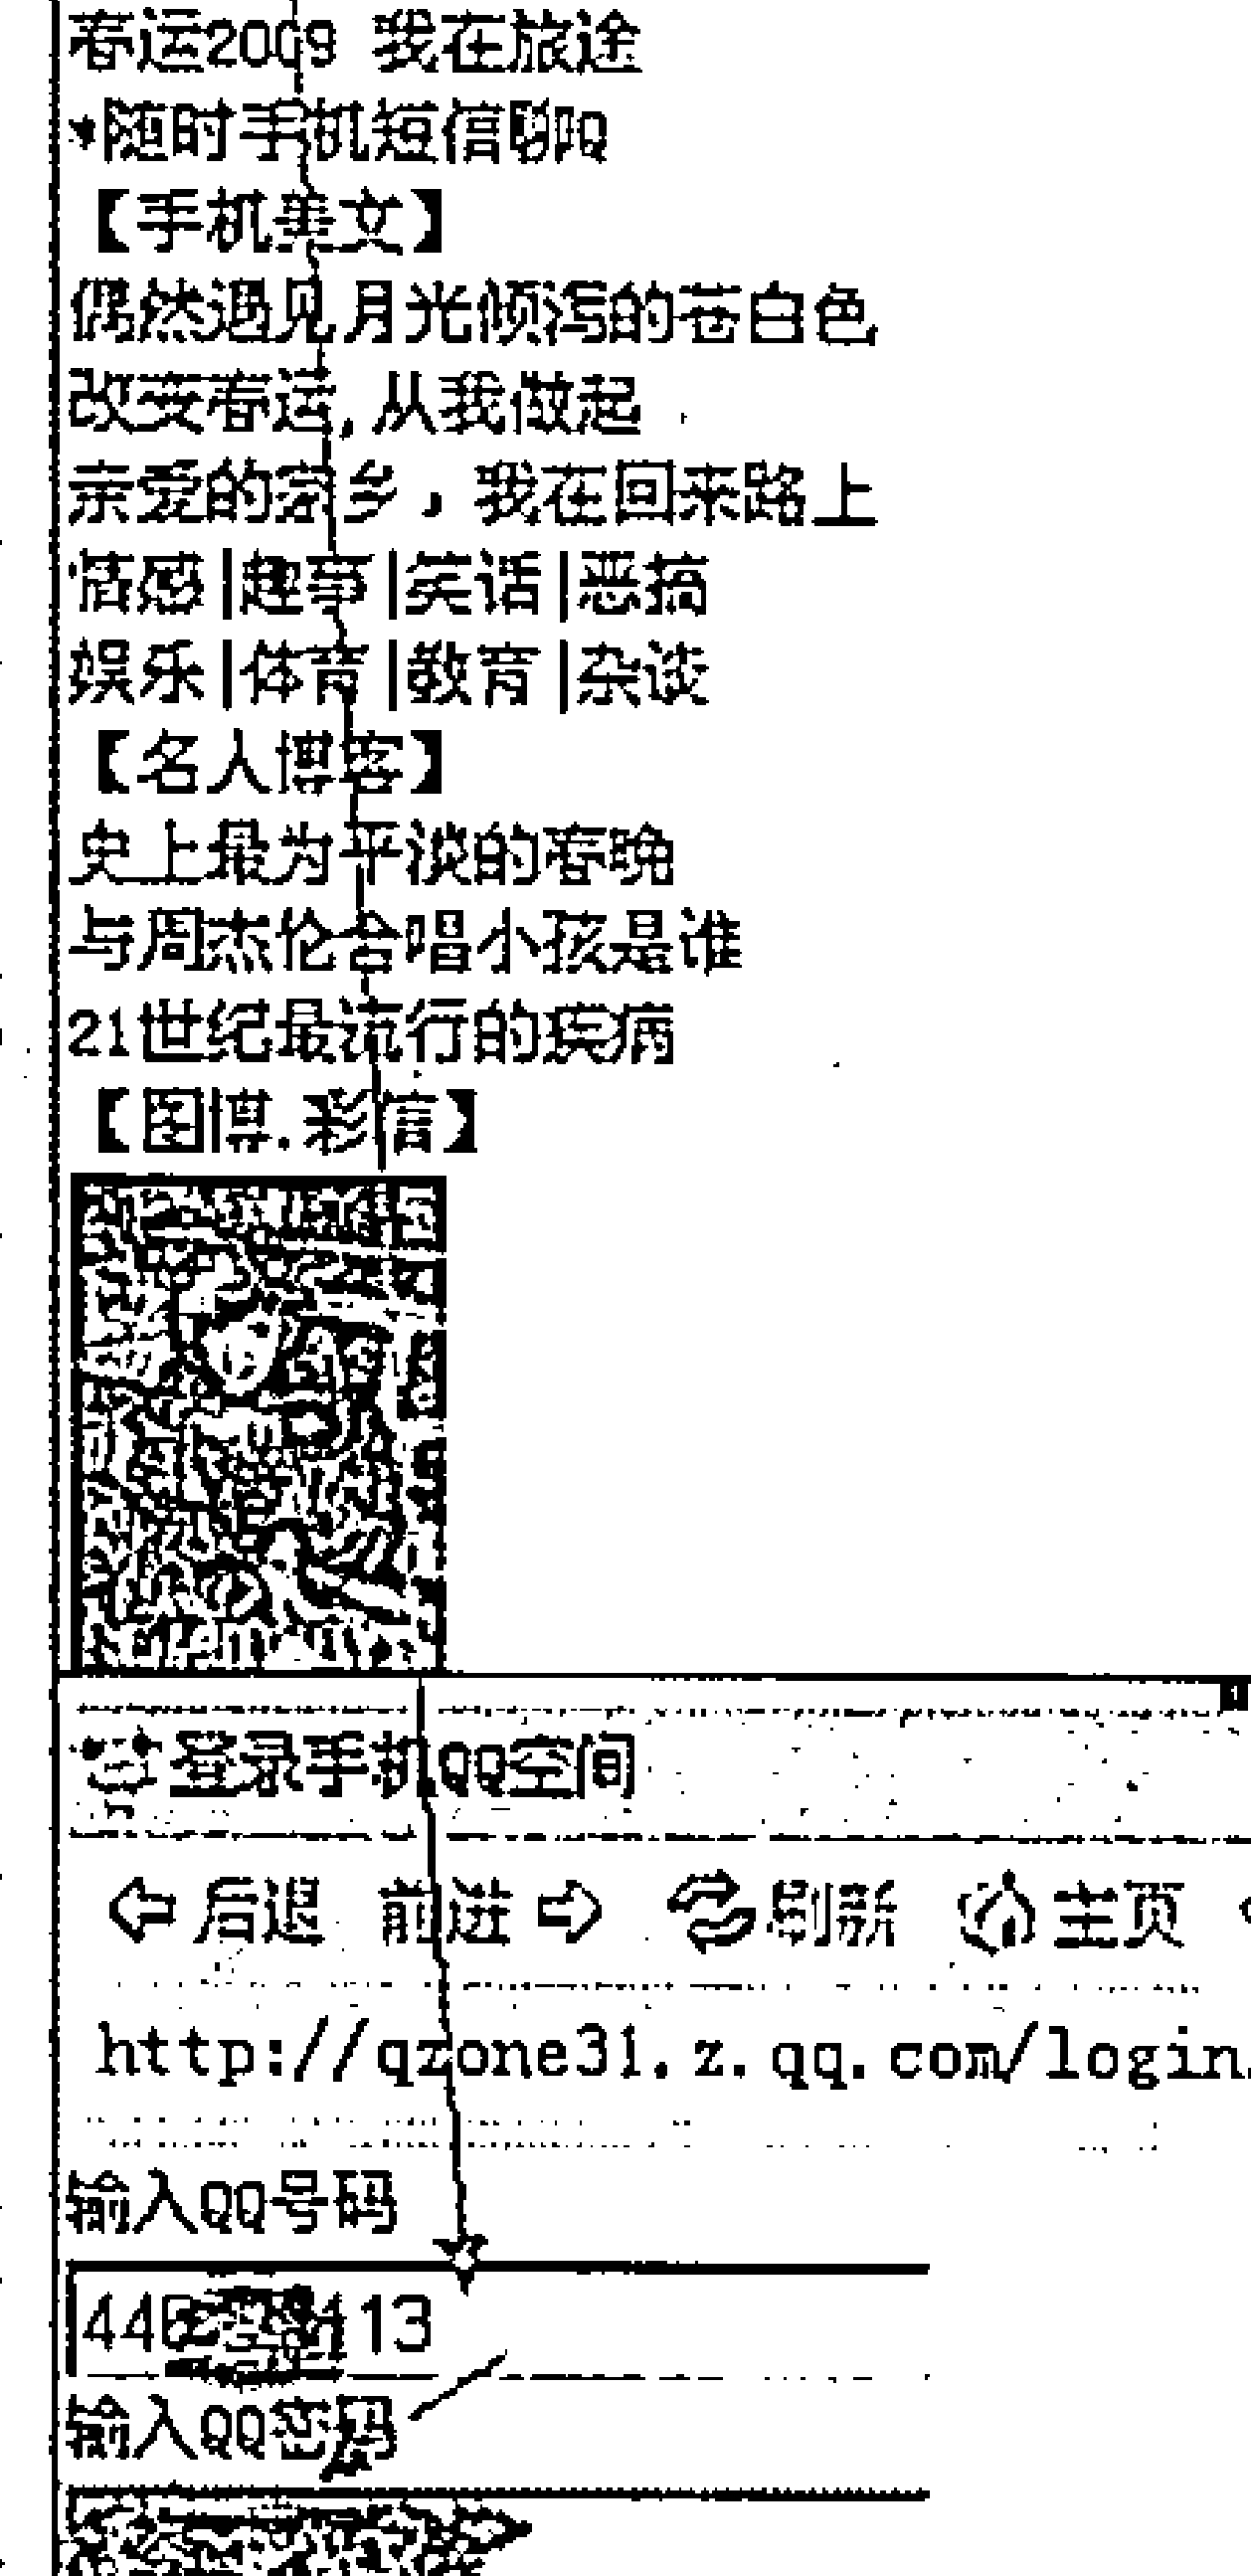 春运2009 我在旅途
*随时手机短信聊Q
【手机美文】
偶然遇见月光倾泻的苍白色
改变春运,从我做起
亲爱的家乡，我在回来路上
情感|趣事|笑话|恶搞
娱乐|体育|教育|杂谈
【名人博客】
史上最为平淡的春晚
与周杰伦合唱小孩是谁
21世纪最流行的疾病
【图博.彩信】
登录手机QQ空间
后退 前进 刷新 主页
http://qzone31.z.qq.com/login.
输入QQ号码
输入QQ密码